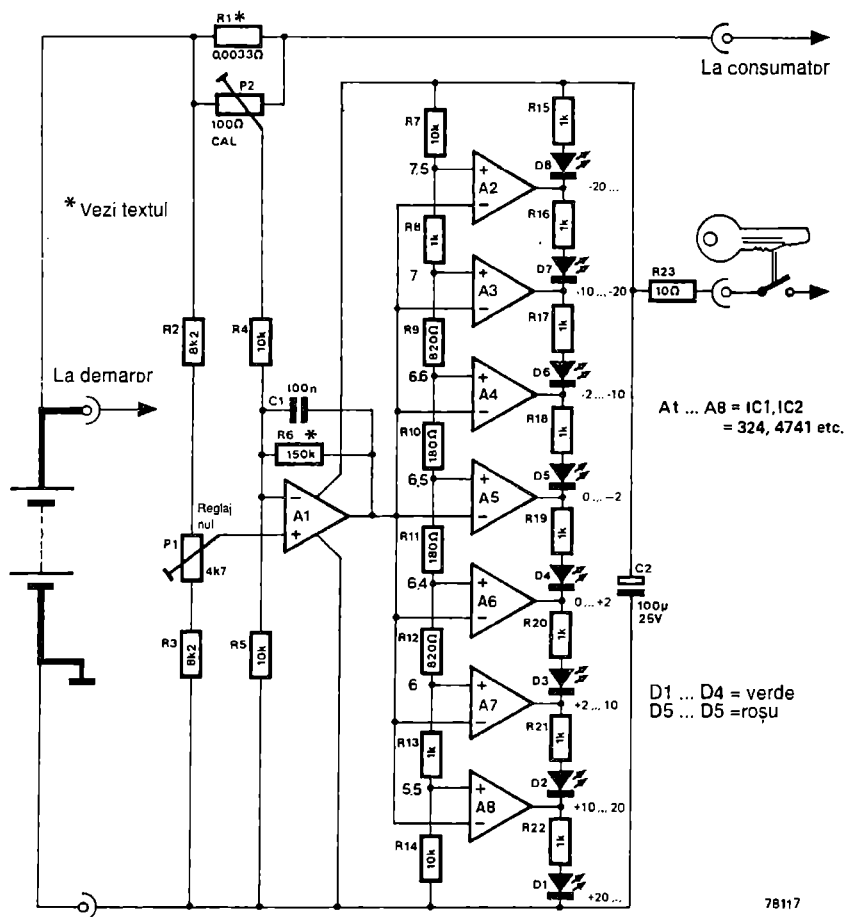 R1*
0,0033Ω
P2
100Ω
CAL
La consumator
R7
10k
R15
1k
D8
7,5
+
A2
−
-20...
* Vezi textul
R8
1k
R16
1k
D7
7
+
A3
−
-10...-20
R23
10Ω
R2
8k2
R4
10k
R9
820Ω
R17
1k
D6
6,6
+
A4
−
-2...-10
La demaror
C1
100n
R6 *
150k
R10
180Ω
R18
1k
A1 ... A8 = IC1, IC2
= 324, 4741 etc.
D5
6,5
+
A5
−
0...−2
Reglaj
nul
P1
4k7
−
A1
+
R11
180Ω
R19
1k
D4
C2
100µ
25V
6,4
+
A6
−
0...+2
R3
8k2
R5
10k
R12
820Ω
R20
1k
D3
6
+
A7
−
+2...10
D1 ... D4 = verde
D5 ... D5 =roșu
R13
1k
R21
1k
D2
5,5
+
A8
−
+10...20
R14
10k
R22
1k
D1
+20...
78117